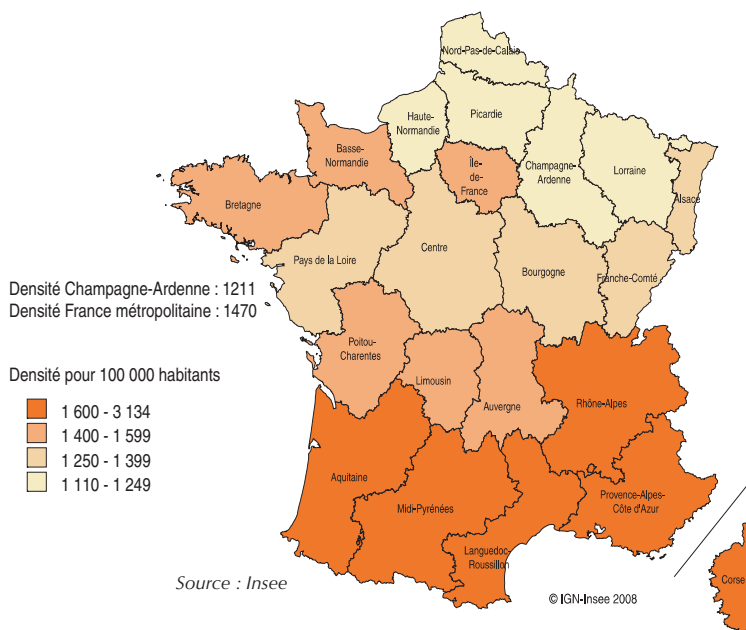 Nord-Pas-de-Calais
Haute-
Normandie
Picardie
Basse-
Normandie
Île-
de-
France
Champagne-
Ardenne
Lorraine
Alsace
Bretagne
Pays de la Loire
Centre
Bourgogne
Franche-Comté
Densité Champagne-Ardenne : 1211
Densité France métropolitaine : 1470
Poitou-
Charentes
Limousin
Auvergne
Rhône-Alpes
Densité pour 100 000 habitants
1 600 - 3 134
1 400 - 1 599
1 250 - 1 399
1 110 - 1 249
Aquitaine
Midi-Pyrénées
Languedoc-
Roussillon
Provence-Alpes-
Côte d'Azur
Corse
Source : Insee
© IGN-Insee 2008